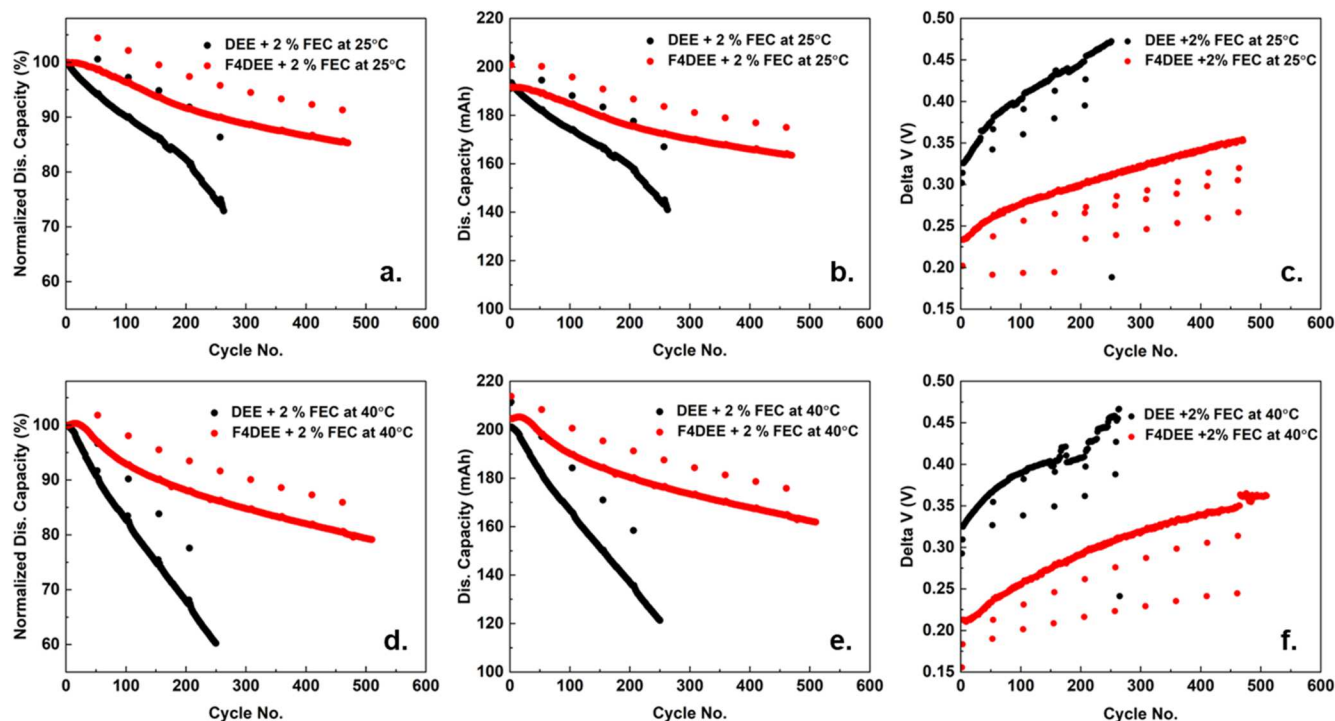 DEE + 2 % FEC at 25°C
F4DEE + 2 % FEC at 25°C
Normalized Dis. Capacity (%)
120
110
100
90
80
70
60
a.
0 100 200 300 400 500 600
Cycle No.
DEE + 2 % FEC at 25°C
F4DEE + 2 % FEC at 25°C
Dis. Capacity (mAh)
220
200
180
160
140
120
100
b.
0 100 200 300 400 500 600
Cycle No.
DEE +2% FEC at 25°C
F4DEE +2% FEC at 25°C
Delta V (V)
0.50
0.45
0.40
0.35
0.30
0.25
0.20
0.15
c.
0 100 200 300 400 500 600
Cycle No.
DEE + 2 % FEC at 40°C
F4DEE + 2 % FEC at 40°C
Normalized Dis. Capacity (%)
110
100
90
80
70
60
d.
0 100 200 300 400 500 600
Cycle No.
DEE + 2 % FEC at 40°C
F4DEE + 2 % FEC at 40°C
Dis. Capacity (mAh)
220
200
180
160
140
120
100
e.
0 100 200 300 400 500 600
Cycle No.
DEE +2% FEC at 40°C
F4DEE +2% FEC at 40°C
Delta V (V)
0.50
0.45
0.40
0.35
0.30
0.25
0.20
0.15
f.
0 100 200 300 400 500 600
Cycle No.